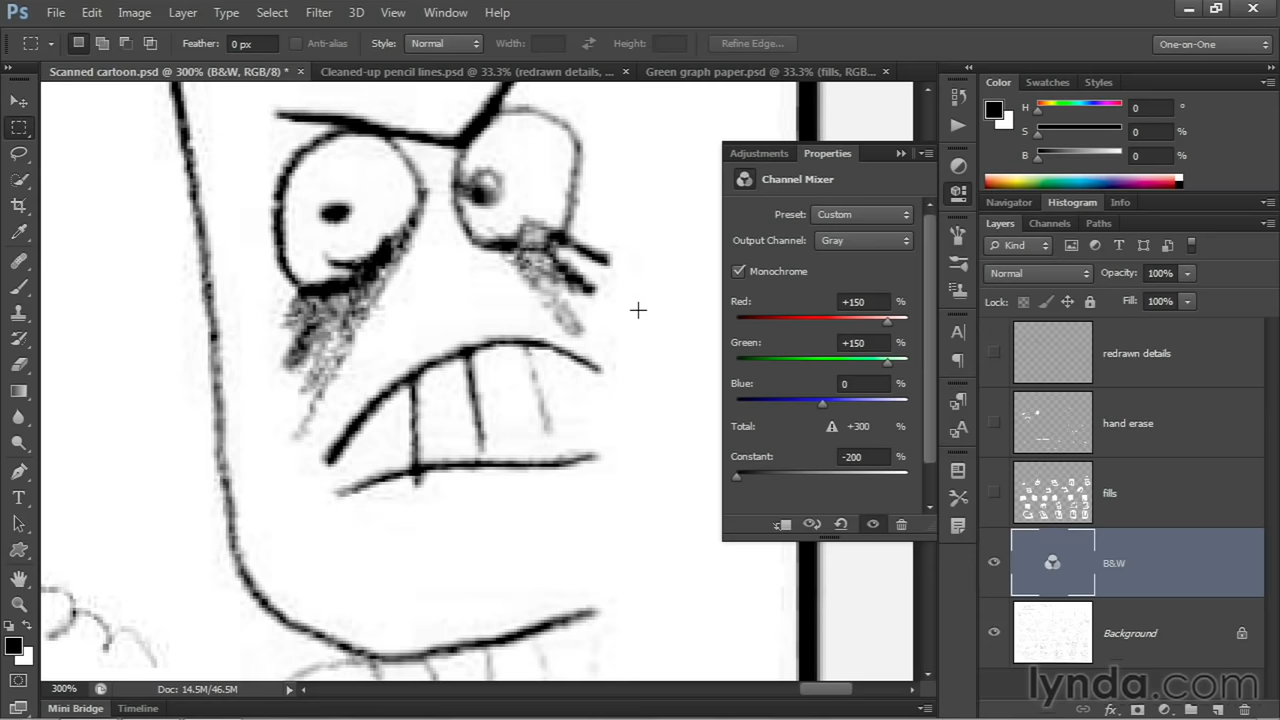 Ps File Edit Image Layer Type Select Filter 3D View Window Help
Feather: 0 px Anti-alias Style: Normal Width: Height: Refine Edge... One-on-One
Scanned cartoon.psd @ 300% (B&W, RGB/8) * × Cleaned-up pencil lines.psd @ 33.3% (redrawn details, ... × Green graph paper.psd @ 33.3% (fills, RGB... ×
Color Swatches Styles
H 0 °
S 0 %
B 0 %
Adjustments Properties
Channel Mixer
Preset: Custom
Output Channel: Gray
Monochrome
Red: +150 %
Green: +150 %
Blue: 0 %
Total: +300 %
Constant: -200 %
Navigator Histogram Info
Layers Channels Paths
Kind
Normal Opacity: 100%
Lock: Fill: 100%
redrawn details
hand erase
fills
B&W
Background
lynda.com
300% Doc: 14.5M/46.5M
Mini Bridge Timeline